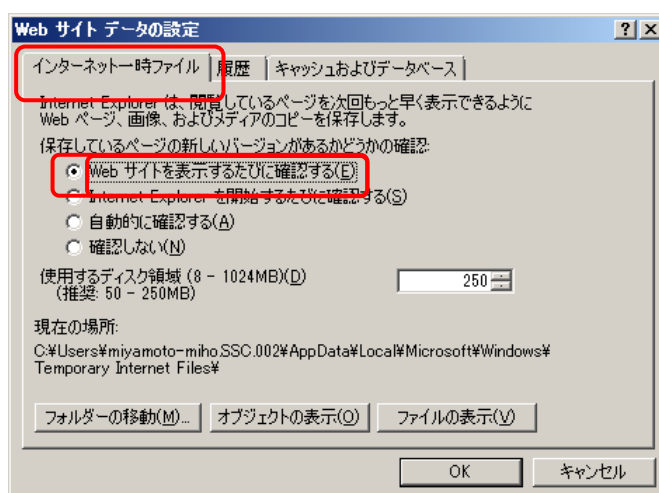 Web サイト データの設定
インターネット一時ファイル 履歴 キャッシュおよびデータベース
Internet Explorer は、閲覧しているページを次回もっと早く表示できるように
Web ページ、画像、およびメディアのコピーを保存します。
保存しているページの新しいバージョンがあるかどうかの確認:
Web サイトを表示するたびに確認する(E)
Internet Explorer を開始するたびに確認する(S)
自動的に確認する(A)
確認しない(N)
使用するディスク領域 (8 - 1024MB)(D) 250
(推奨: 50 - 250MB)
現在の場所:
C:¥Users¥miyamoto-miho.SSC.002¥AppData¥Local¥Microsoft¥Windows¥
Temporary Internet Files¥
フォルダーの移動(M)... オブジェクトの表示(O) ファイルの表示(V)
OK キャンセル